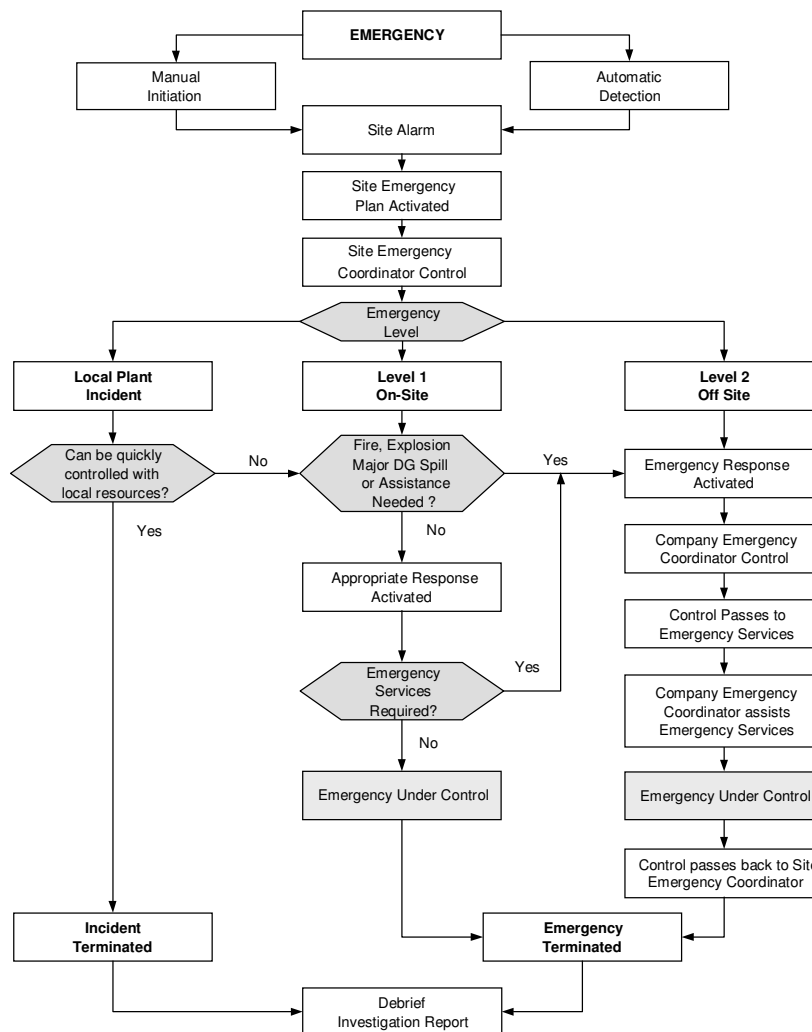 EMERGENCY
Manual
Initiation
Automatic
Detection
Site Alarm
Site Emergency
Plan Activated
Site Emergency
Coordinator Control
Emergency
Level
Local Plant
Incident
Level 1
On-Site
Level 2
Off Site
Can be quickly
controlled with
local resources?
No
Fire, Explosion
Major DG Spill
or Assistance
Needed ?
Yes
Emergency Response
Activated
Yes
No
Company Emergency
Coordinator Control
Appropriate Response
Activated
Control Passes to
Emergency Services
Emergency
Services
Required?
Yes
Company Emergency
Coordinator assists
Emergency Services
No
Emergency Under Control
Emergency Under Control
Control passes back to Site
Emergency Coordinator
Incident
Terminated
Emergency
Terminated
Debrief
Investigation Report